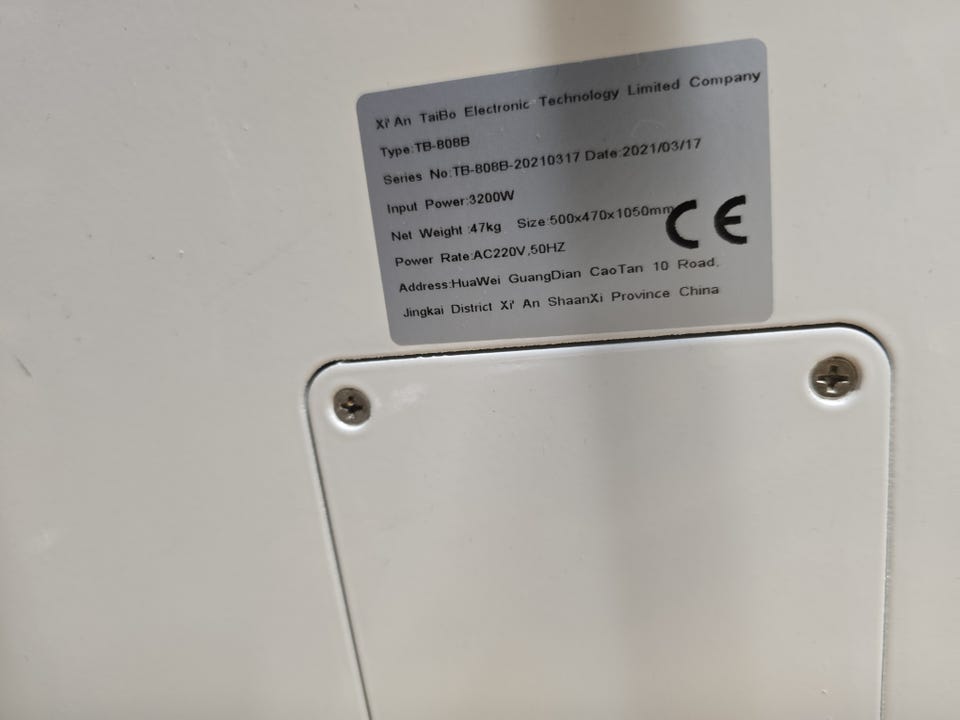 Xi' An TaiBo Electronic Technology Limited Company
Type:TB-808B
Series No:TB-808B-20210317 Date:2021/03/17
Input Power:3200W
Net Weight :47kg Size:500x470x1050mm
CE
Power Rate:AC220V,50HZ
Address:HuaWei GuangDian CaoTan 10 Road,
Jingkai District Xi' An ShaanXi Province China